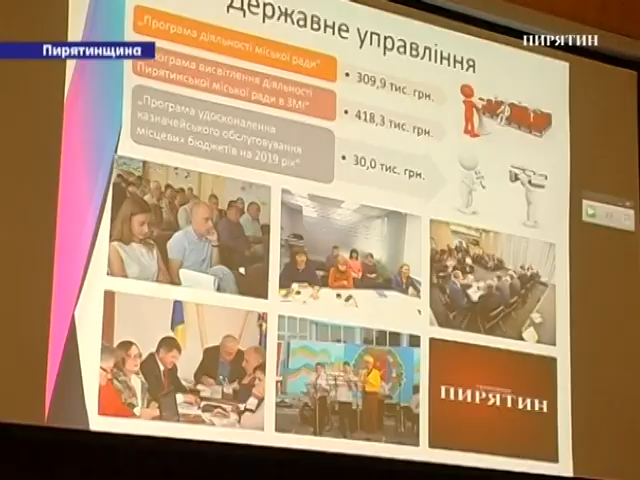 Пирятинщина
ПИРЯТИН
Державне управління
„Програма діяльності міської ради"
• 309,9 тис. грн.
„Програма висвітлення діяльності
Пирятинської міської ради в ЗМІ"
• 418,3 тис. грн.
„Програма удосконалення
казначейського обслуговування
місцевих бюджетів на 2019 рік"
• 30,0 тис. грн.
ПИРЯТИН